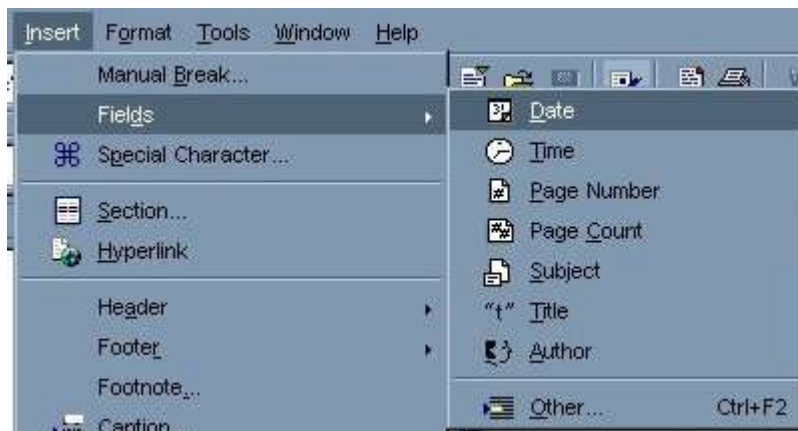 Insert Format Tools Window Help
Manual Break...
Fields
Special Character...
Section...
Hyperlink
Header
Footer
Footnote...
Caption
Date
Time
Page Number
Page Count
Subject
"t" Title
Author
Other... Ctrl+F2